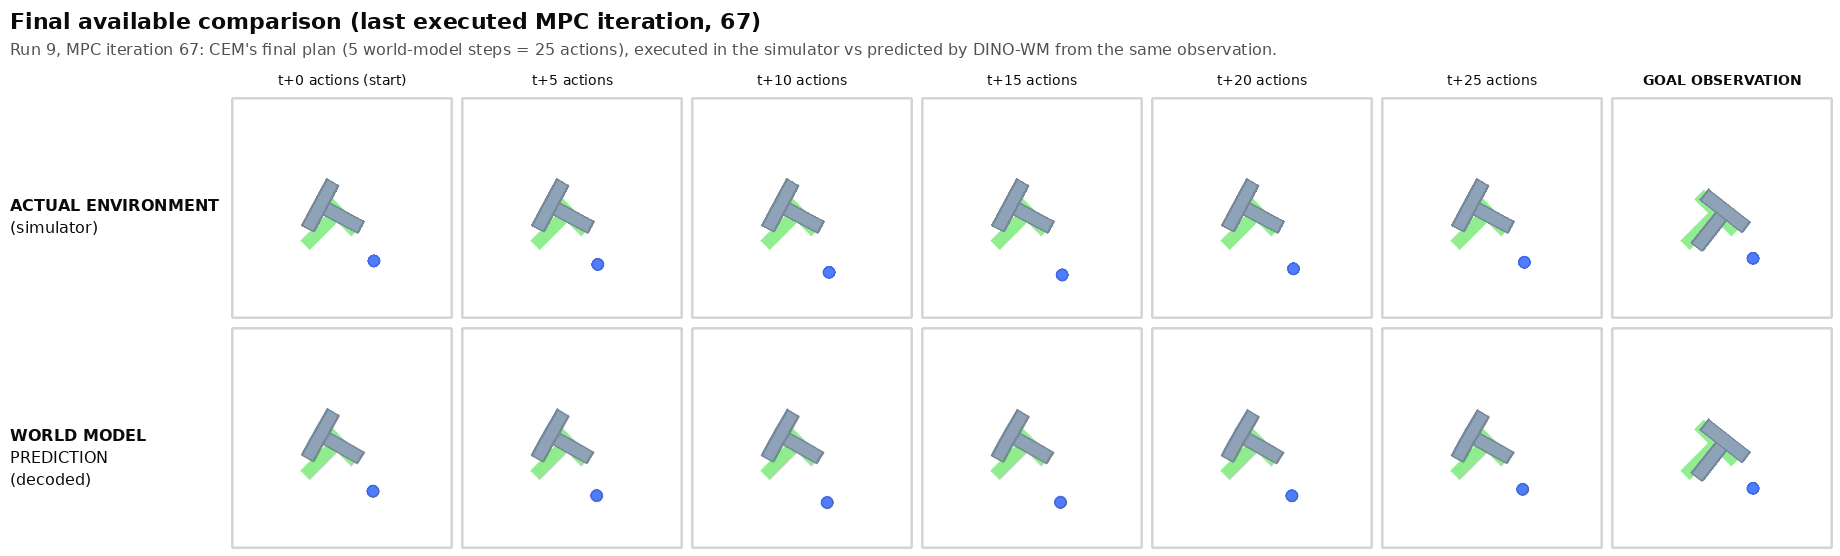 Final available comparison (last executed MPC iteration, 67)
Run 9, MPC iteration 67: CEM's final plan (5 world-model steps = 25 actions), executed in the simulator vs predicted by DINO-WM from the same observation.
t+0 actions (start)
t+5 actions
t+10 actions
t+15 actions
t+20 actions
t+25 actions
GOAL OBSERVATION
ACTUAL ENVIRONMENT
(simulator)
WORLD MODEL
PREDICTION
(decoded)